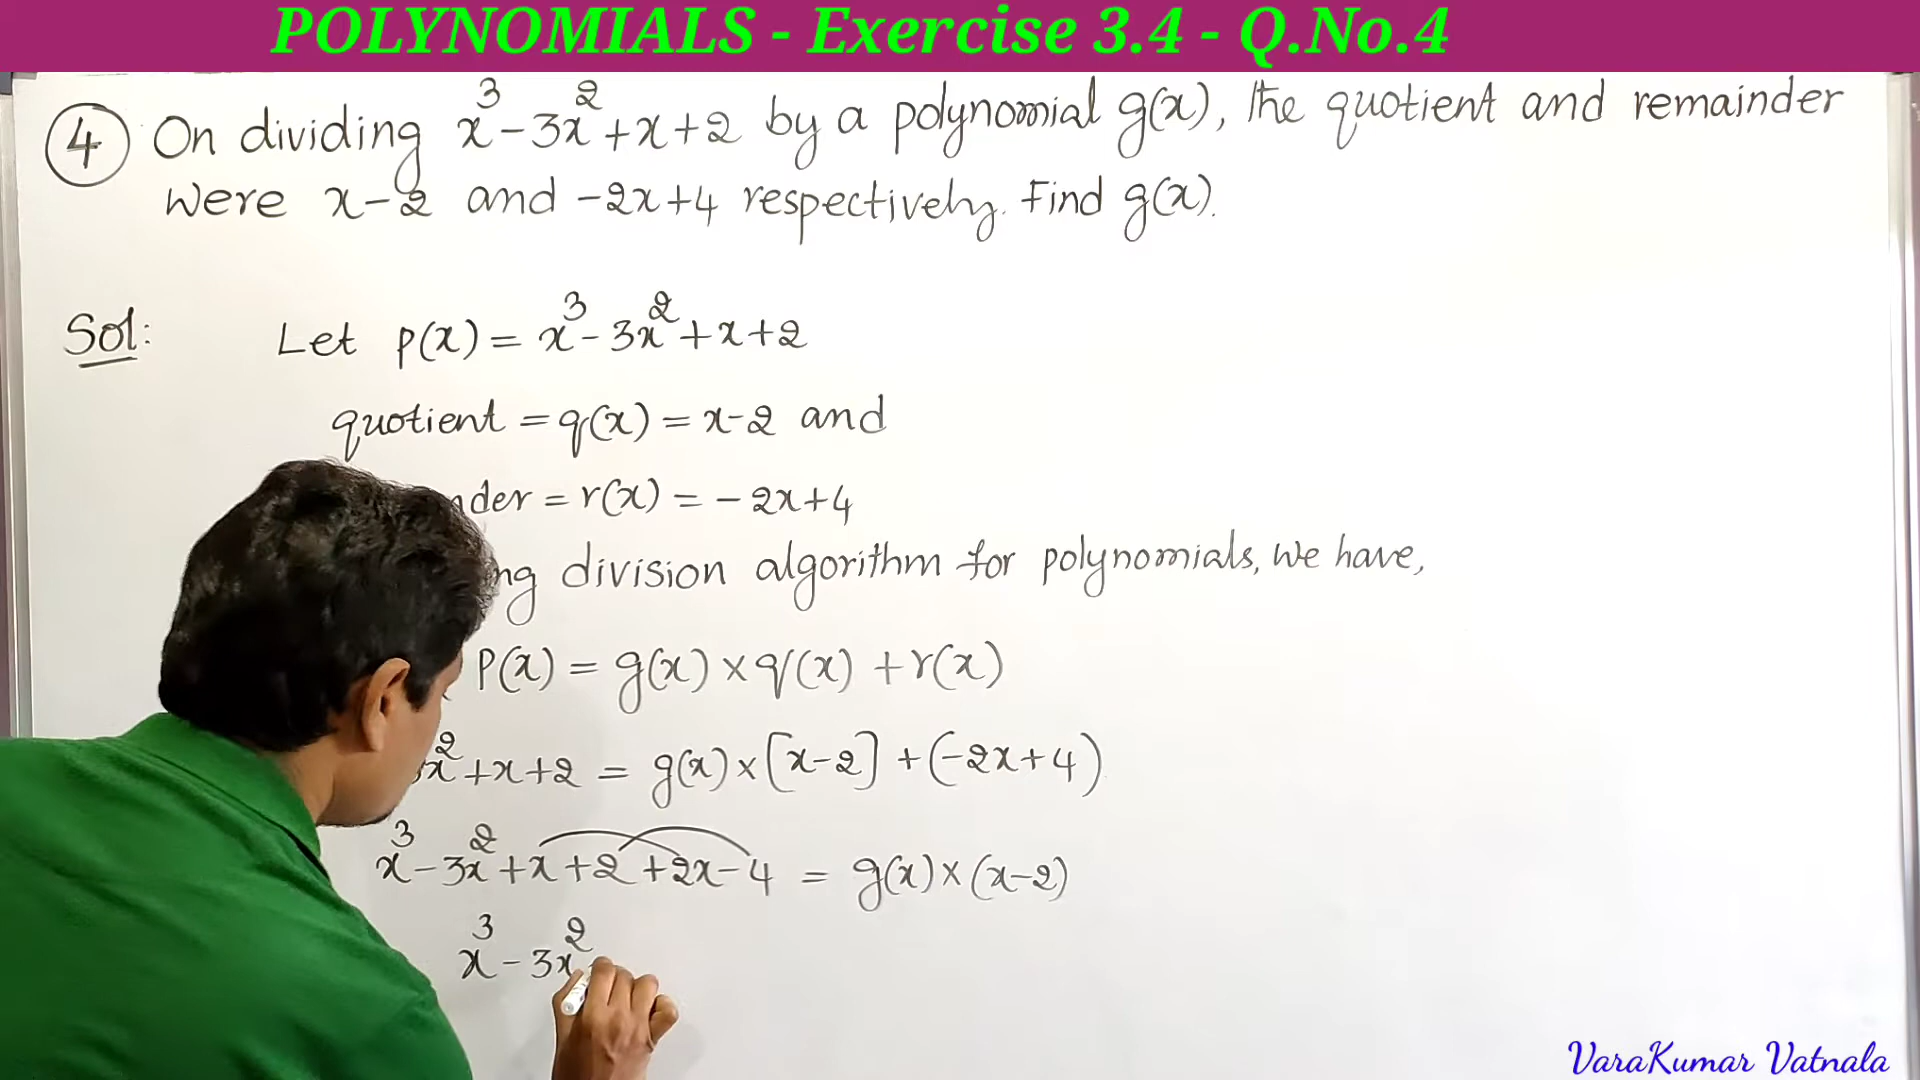 POLYNOMIALS - Exercise 3.4 - Q.No.4
④ On dividing x³-3x²+x+2 by a polynomial g(x), the quotient and remainder
were x-2 and -2x+4 respectively. Find g(x).
Sol: Let p(x) = x³-3x²+x+2
quotient = q(x) = x-2 and
nder = r(x) = -2x+4
ng division algorithm for polynomials, we have,
P(x) = g(x) × q(x) + r(x)
x²+x+2 = g(x) × [x-2] + (-2x+4)
x³-3x²+x+2+2x-4 = g(x) × (x-2)
x³-3x²
VaraKumar Vatnala